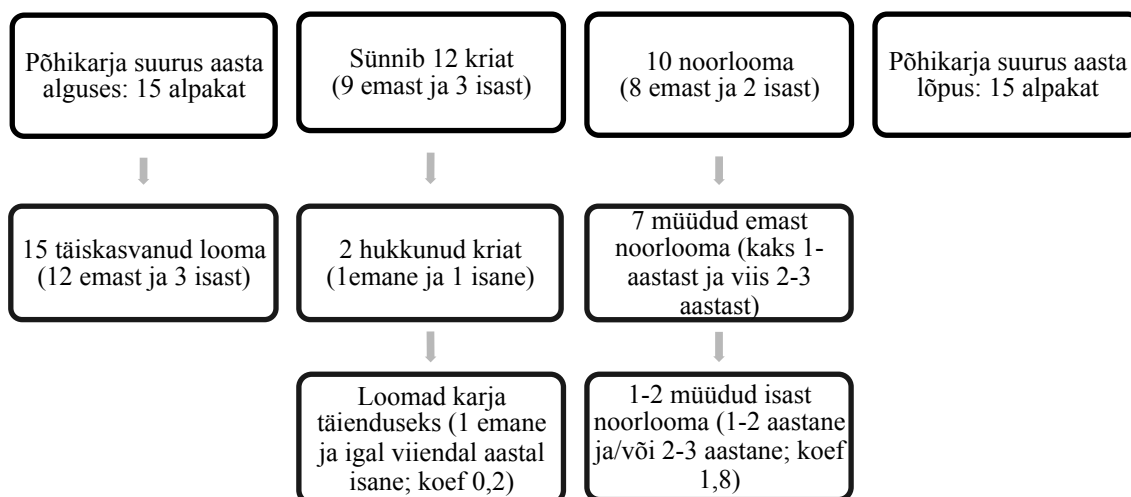 Põhikarja suurus aasta
alguses: 15 alpakat
Sünnib 12 kriat
(9 emast ja 3 isast)
10 noorlooma
(8 emast ja 2 isast)
Põhikarja suurus aasta
lõpus: 15 alpakat
15 täiskasvanud looma
(12 emast ja 3 isast)
2 hukkunud kriat
(1emane ja 1 isane)
7 müüdud emast
noorlooma (kaks 1-
aastast ja viis 2-3
aastast)
Loomad karja
täienduseks (1 emane
ja igal viiendal aastal
isane; koef 0,2)
1-2 müüdud isast
noorlooma (1-2 aastane
ja/või 2-3 aastane; koef
1,8)